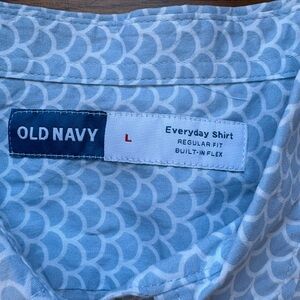 OLD NAVY
L
Everyday Shirt
REGULAR FIT
BUILT-IN FLEX